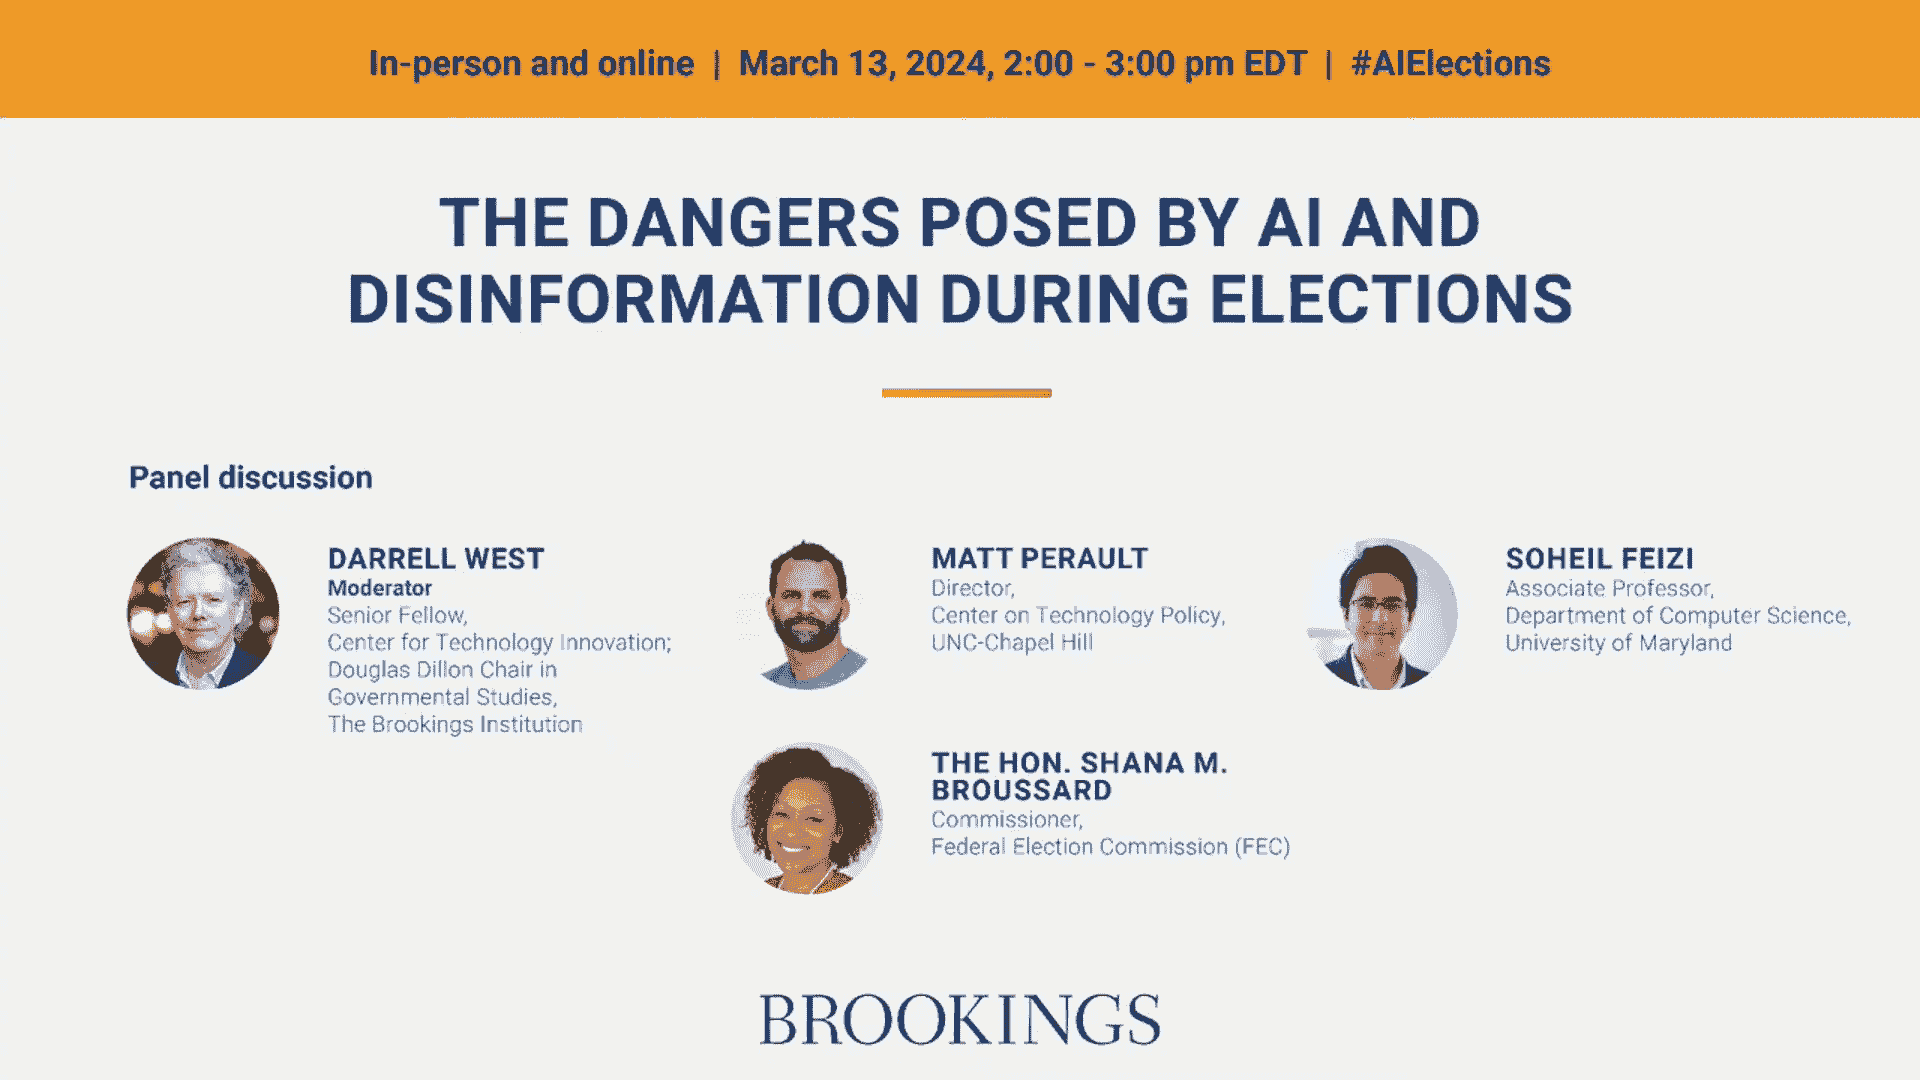 In-person and online | March 13, 2024, 2:00 - 3:00 pm EDT | #AIElections
THE DANGERS POSED BY AI AND
DISINFORMATION DURING ELECTIONS
Panel discussion
DARRELL WEST
Moderator
Senior Fellow,
Center for Technology Innovation;
Douglas Dillon Chair in
Governmental Studies,
The Brookings Institution
MATT PERAULT
Director,
Center on Technology Policy,
UNC-Chapel Hill
SOHEIL FEIZI
Associate Professor,
Department of Computer Science,
University of Maryland
THE HON. SHANA M.
BROUSSARD
Commissioner,
Federal Election Commission (FEC)
BROOKINGS